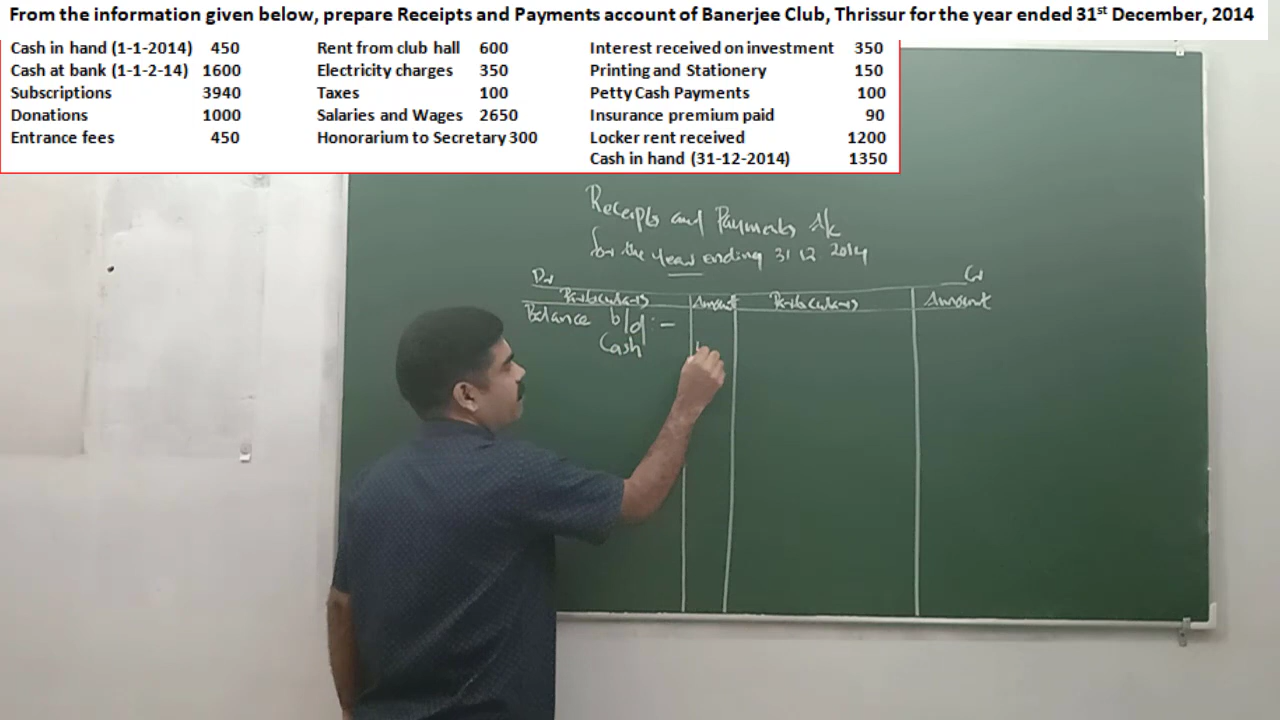 From the information given below, prepare Receipts and Payments account of Banerjee Club, Thrissur for the year ended 31st December, 2014
Cash in hand (1-1-2014) 450 Rent from club hall 600 Interest received on investment 350
Cash at bank (1-1-2-14) 1600 Electricity charges 350 Printing and Stationery 150
Subscriptions 3940 Taxes 100 Petty Cash Payments 100
Donations 1000 Salaries and Wages 2650 Insurance premium paid 90
Entrance fees 450 Honorarium to Secretary 300 Locker rent received 1200
Cash in hand (31-12-2014) 1350
Receipts and Payments A/c
for the year ending 31 12 2014
Dr Cr
Particulars Amount Particulars Amount
Balance b/d :-
Cash